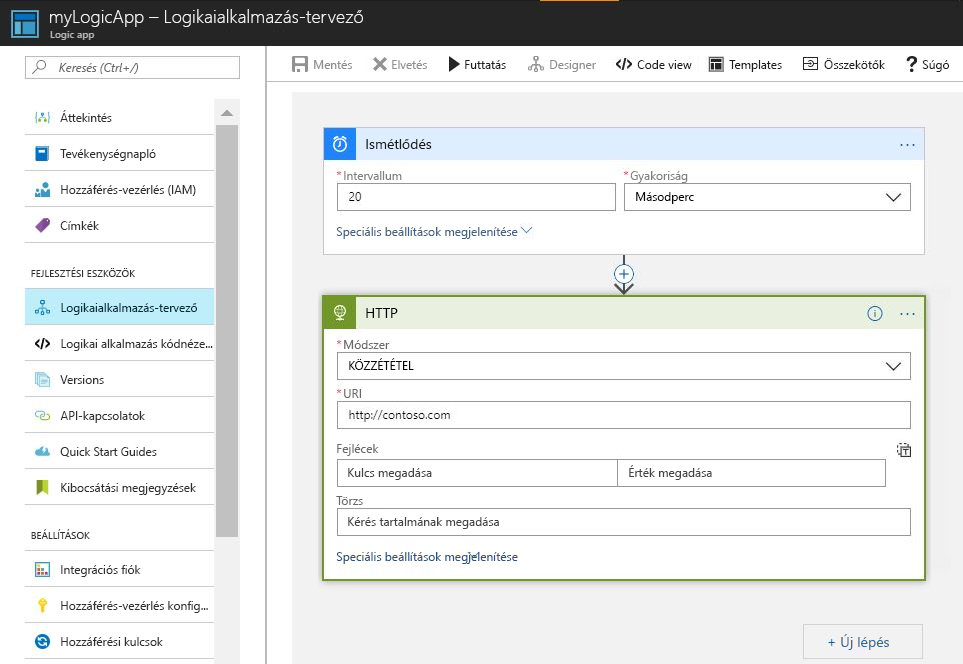 myLogicApp – Logikaialkalmazás-tervező
Logic app
Keresés (Ctrl+/)
Áttekintés
Tevékenységnapló
Hozzáférés-vezérlés (IAM)
Címkék
FEJLESZTÉSI ESZKÖZÖK
Logikaialkalmazás-tervező
Logikai alkalmazás kódnéze...
Versions
API-kapcsolatok
Quick Start Guides
Kibocsátási megjegyzések
BEÁLLÍTÁSOK
Integrációs fiók
Hozzáférés-vezérlés konfig...
Hozzáférési kulcsok
Mentés Elvetés Futtatás Designer Code view Templates Összekötők Súgó
Ismétlődés
* Intervallum * Gyakoriság
20 Másodperc
Speciális beállítások megjelenítése
HTTP
* Módszer
KÖZZÉTÉTEL
* URI
http://contoso.com
Fejlécek
Kulcs megadása Érték megadása
Törzs
Kérés tartalmának megadása
Speciális beállítások megjelenítése
+ Új lépés